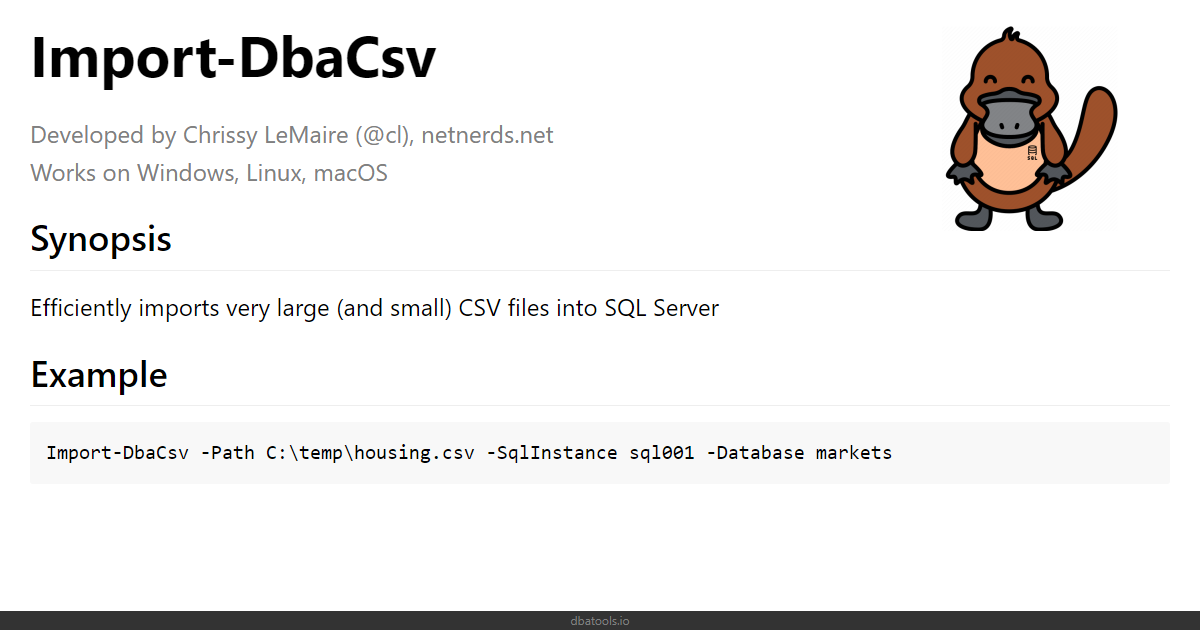 Import-DbaCsv
Developed by Chrissy LeMaire (@cl), netnerds.net
Works on Windows, Linux, macOS
SQL
Synopsis
Efficiently imports very large (and small) CSV files into SQL Server
Example
Import-DbaCsv -Path C:\temp\housing.csv -SqlInstance sql001 -Database markets
dbatools.io